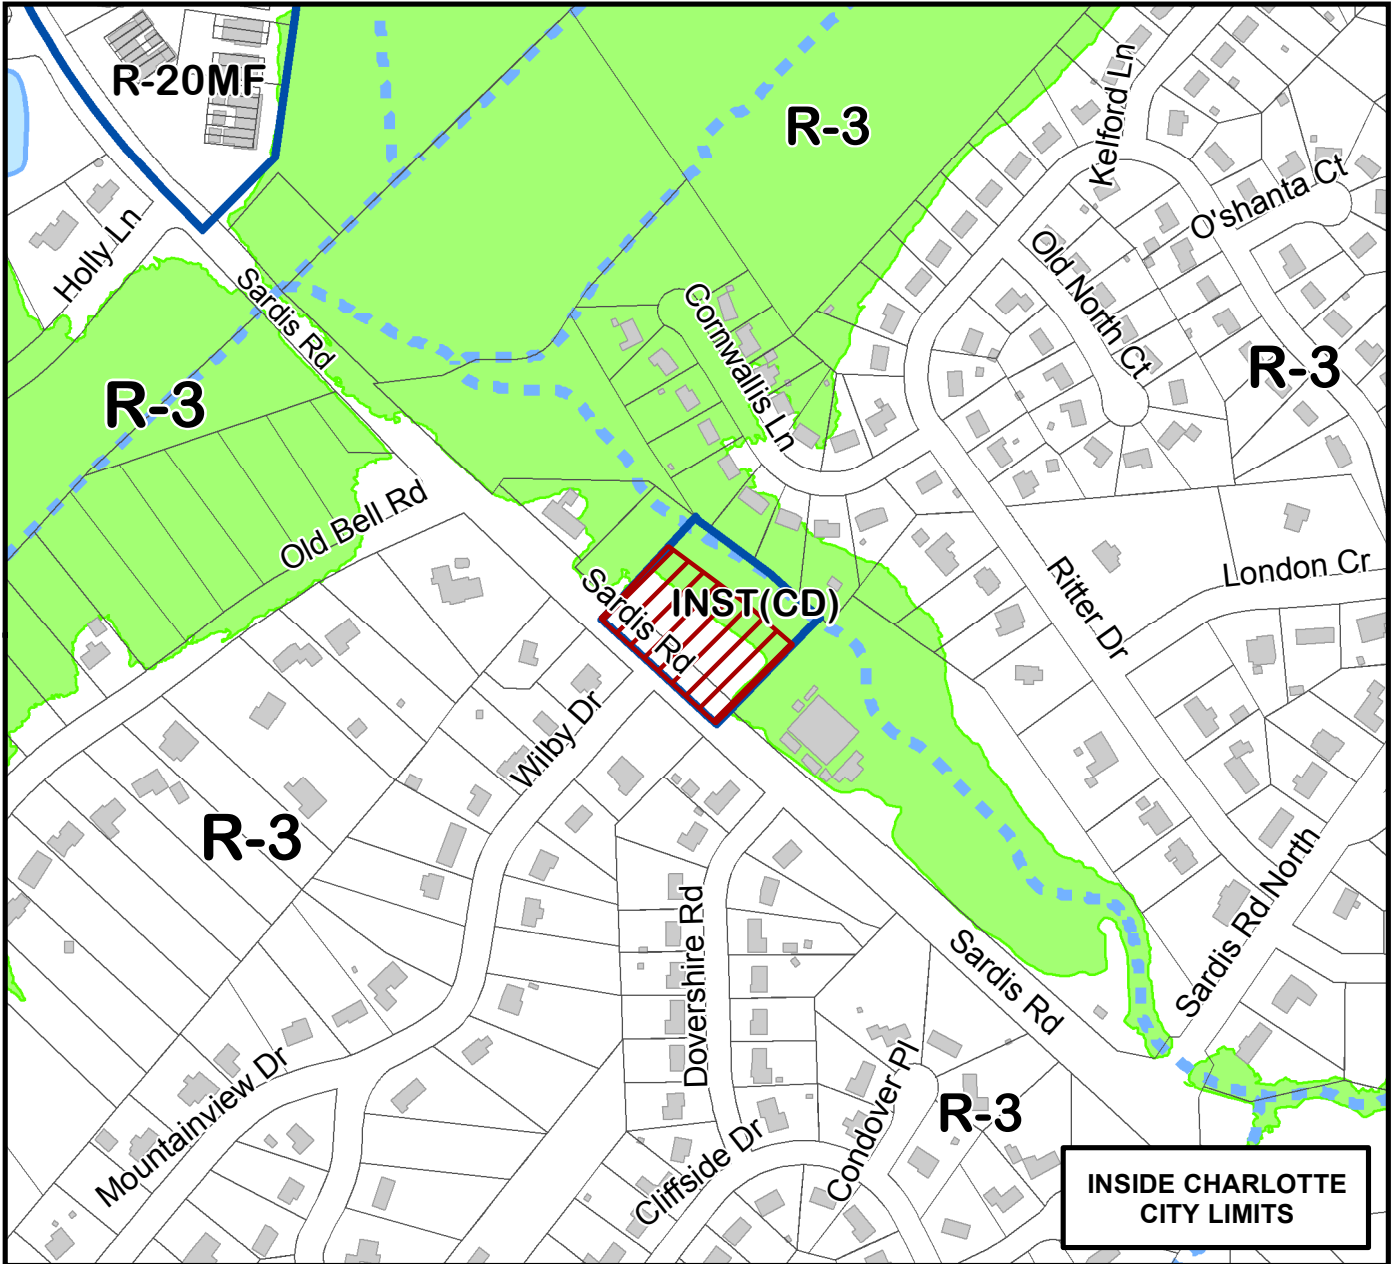 R-20MF
R-3
Kelford Ln
O'shanta Ct
Holly Ln
Old North Ct
Sardis Rd
Cornwallis Ln
R-3
R-3
Old Bell Rd
Sardis Rd
INST(CD)
Ritter Dr
London Cr
Wilby Dr
R-3
Sardis Rd North
Dovershire Rd
Sardis Rd
Mountainview Dr
Condover Pl
R-3
Cliffside Dr
INSIDE CHARLOTTE
CITY LIMITS